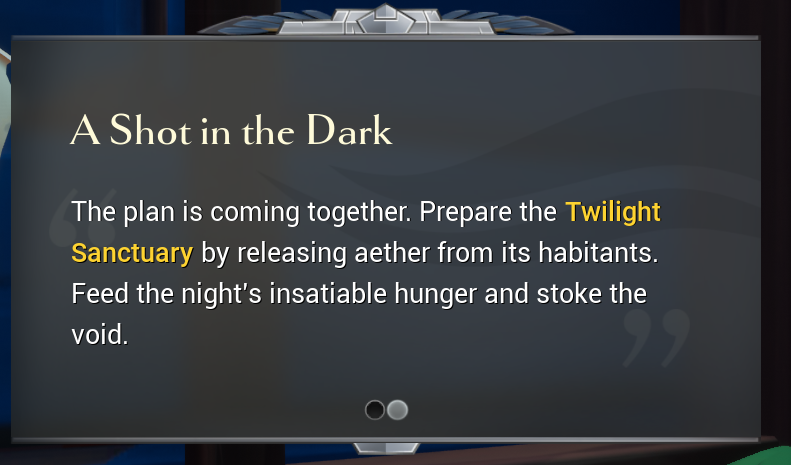 A Shot in the Dark
The plan is coming together. Prepare the Twilight
Sanctuary by releasing aether from its habitants.
Feed the night's insatiable hunger and stoke the
void.